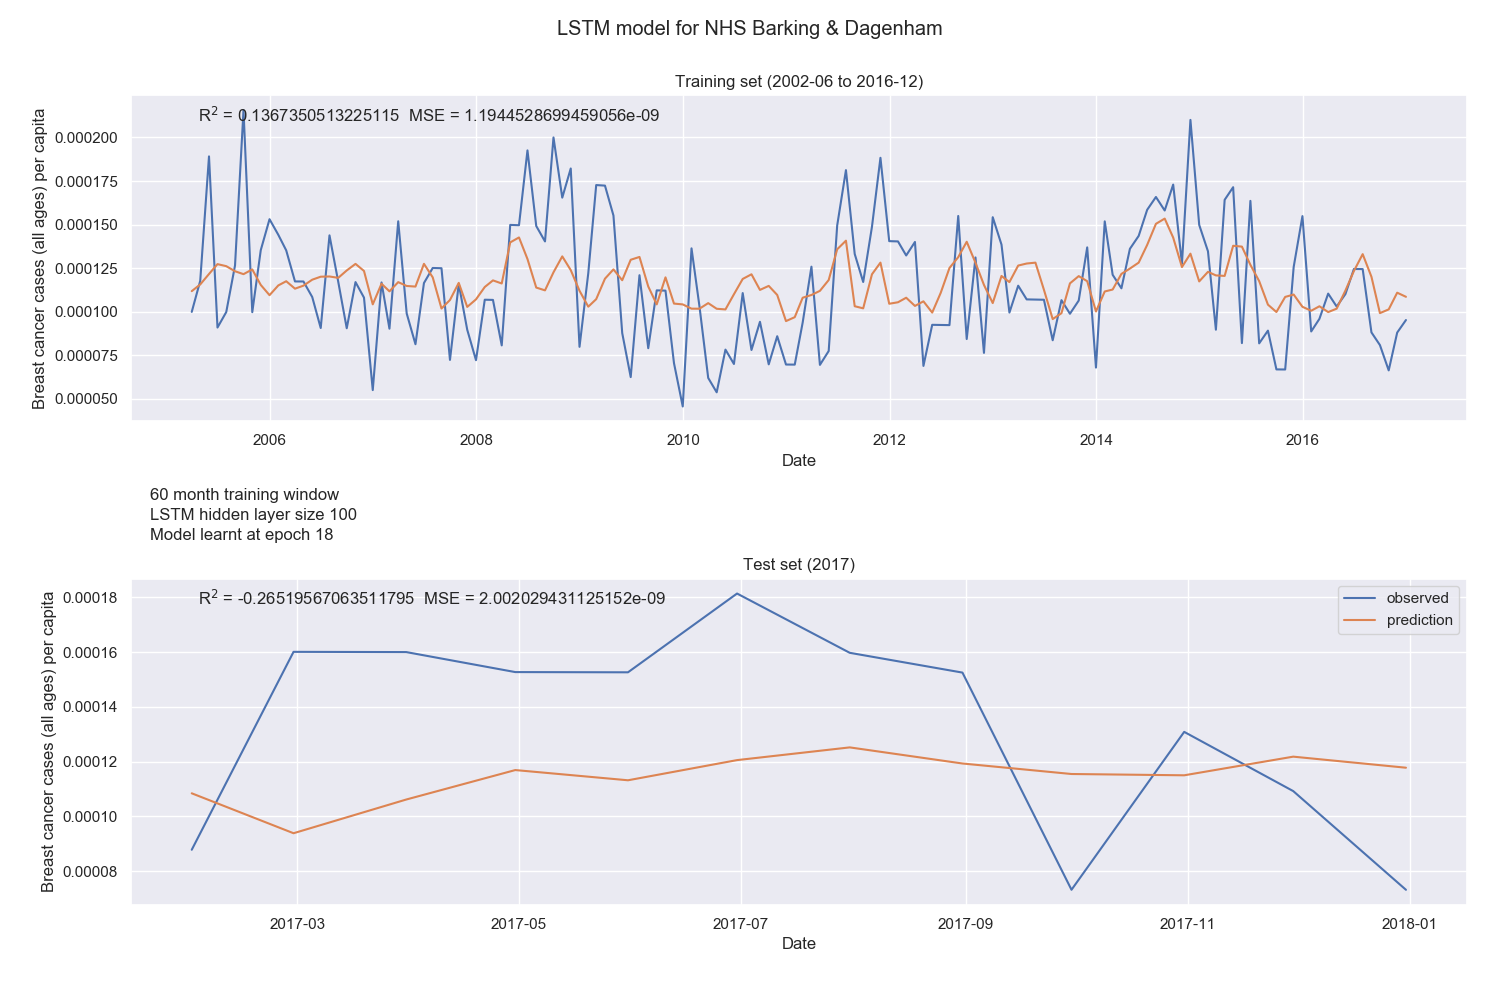 LSTM model for NHS Barking & Dagenham
Training set (2002-06 to 2016-12)
R² = 0.1367350513225115 MSE = 1.1944528699459056e-09
Breast cancer cases (all ages) per capita
0.000200
0.000175
0.000150
0.000125
0.000100
0.000075
0.000050
2006 2008 2010 2012 2014 2016
Date
60 month training window
LSTM hidden layer size 100
Model learnt at epoch 18
Test set (2017)
R² = -0.26519567063511795 MSE = 2.002029431125152e-09
observed
prediction
Breast cancer cases (all ages) per capita
0.00018
0.00016
0.00014
0.00012
0.00010
0.00008
2017-03 2017-05 2017-07 2017-09 2017-11 2018-01
Date